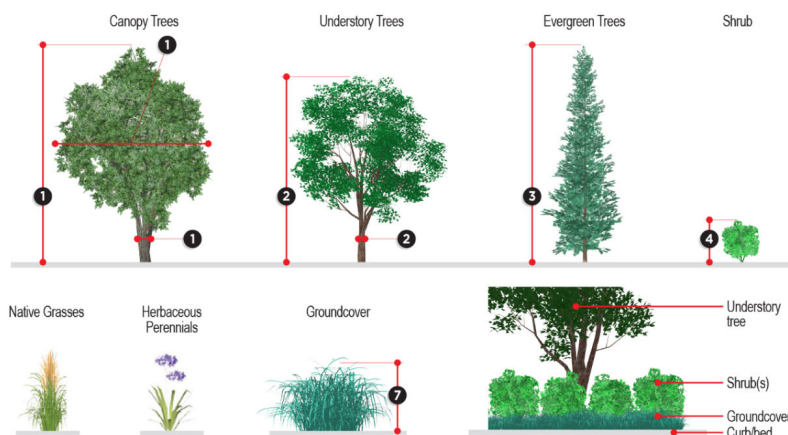 Canopy Trees
Understory Trees
Evergreen Trees
Shrub
1
1
1
2
2
3
4
Native Grasses
Herbaceous
Perennials
Groundcover
7
Understory
tree
Shrub(s)
Groundcover
Curb/bed